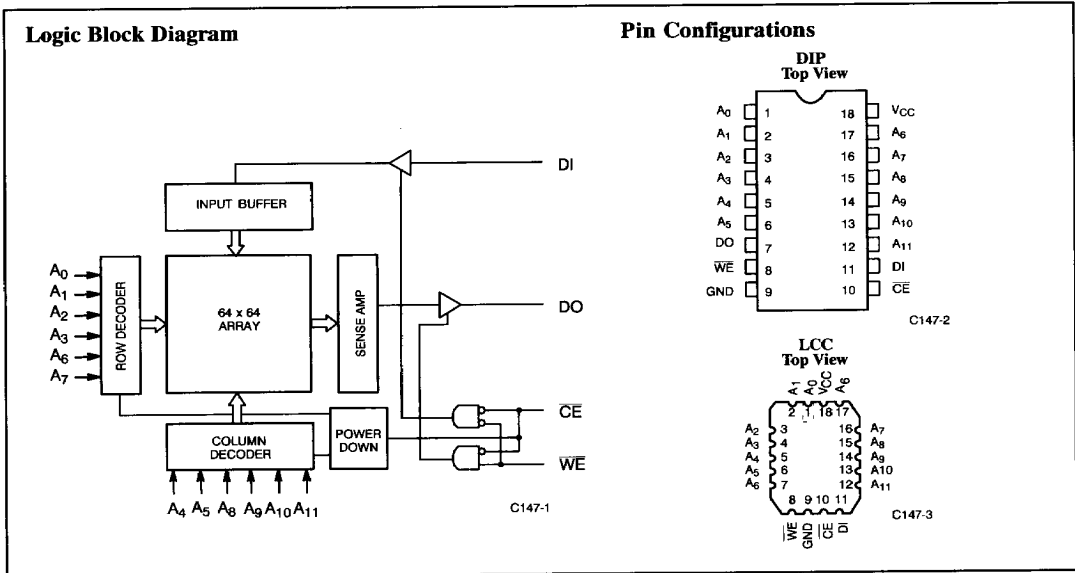 Logic Block Diagram
DI
INPUT BUFFER
A0
A1
A2
A3
A6
A7
ROW DECODER
64 x 64
ARRAY
SENSE AMP
DO
COLUMN
DECODER
POWER
DOWN
CE
WE
A4 A5 A8 A9 A10 A11
C147-1
Pin Configurations
DIP
Top View
A0 1 18 VCC
A1 2 17 A6
A2 3 16 A7
A3 4 15 A8
A4 5 14 A9
A5 6 13 A10
DO 7 12 A11
WE 8 11 DI
GND 9 10 CE
C147-2
LCC
Top View
A1 A0 VCC A6
2 1 18 17
A2 3 16 A7
A3 4 15 A8
A4 5 14 A9
A5 6 13 A10
A6 7 12 A11
8 9 10 11
WE GND CE DI
C147-3